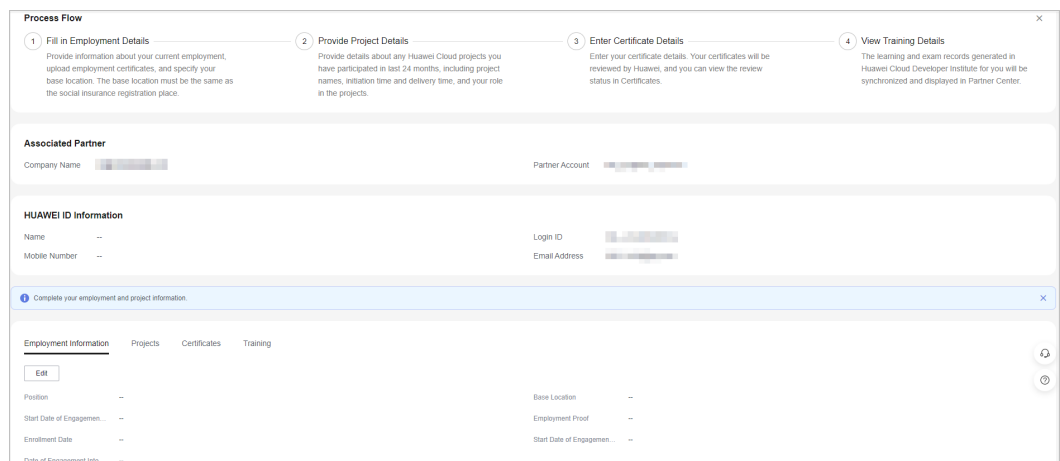 Process Flow
1 Fill in Employment Details
Provide information about your current employment,
upload employment certificates, and specify your
base location. The base location must be the same as
the social insurance registration place.
2 Provide Project Details
Provide details about any Huawei Cloud projects you
have participated in last 24 months, including project
names, initiation time and delivery time, and your role
in the projects.
3 Enter Certificate Details
Enter your certificate details. Your certificates will be
reviewed by Huawei, and you can view the review
status in Certificates.
4 View Training Details
The learning and exam records generated in
Huawei Cloud Developer Institute for you will be
synchronized and displayed in Partner Center.
Associated Partner
Company Name
Partner Account
HUAWEI ID Information
Name --
Login ID
Mobile Number --
Email Address
Complete your employment and project information.
Employment Information Projects Certificates Training
Edit
Position --
Base Location --
Start Date of Engagemen... --
Employment Proof --
Enrollment Date --
Start Date of Engagemen... --
Date of Engagement Into... --